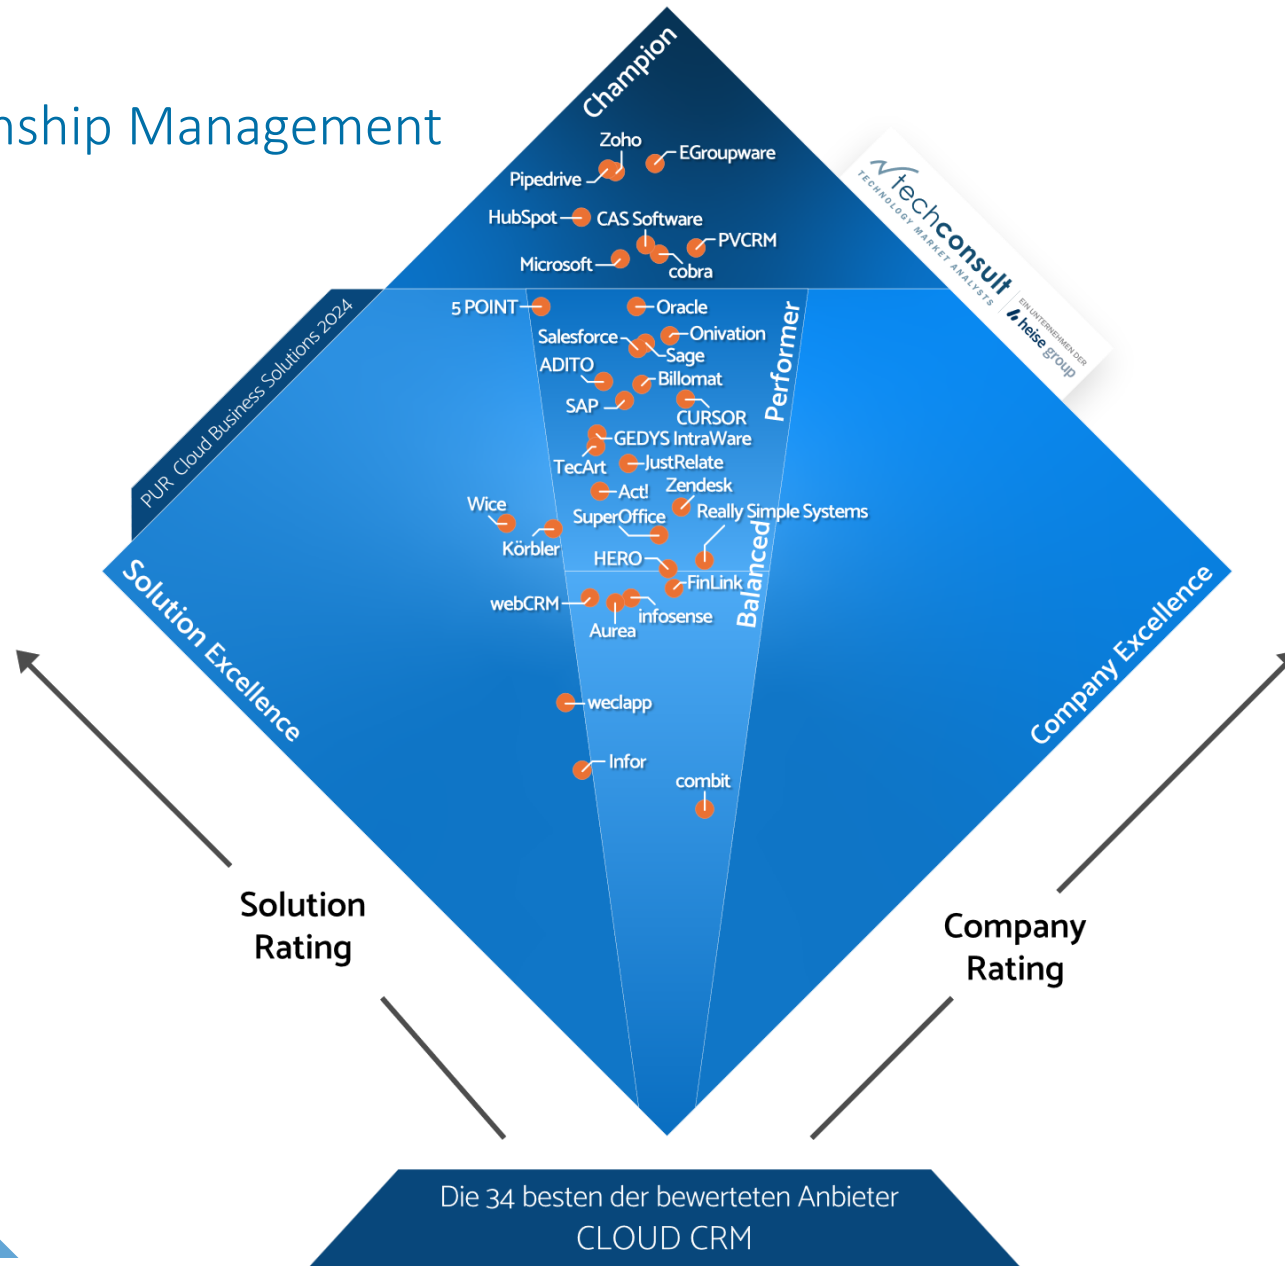 nship Management
Champion
Zoho
EGroupware
Pipedrive
HubSpot
CAS Software
PVCRM
Microsoft
cobra
techconsult
TECHNOLOGY MARKET ANALYSTS
EIN UNTERNEHMEN DER
heise group
PUR Cloud Business Solutions 2024
5 POINT
Oracle
Performer
Onivation
Salesforce
Sage
ADITO
Billomat
SAP
CURSOR
GEDYS IntraWare
TecArt
JustRelate
Act!
Zendesk
Wice
SuperOffice
Really Simple Systems
Körbler
HERO
Balanced
FinLink
webCRM
infosense
Aurea
Solution Excellence
Company Excellence
weclapp
Infor
combit
Solution
Rating
Company
Rating
Die 34 besten der bewerteten Anbieter
CLOUD CRM